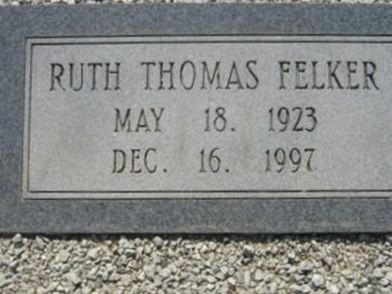 RUTH THOMAS FELKER
MAY 18. 1923
DEC. 16. 1997